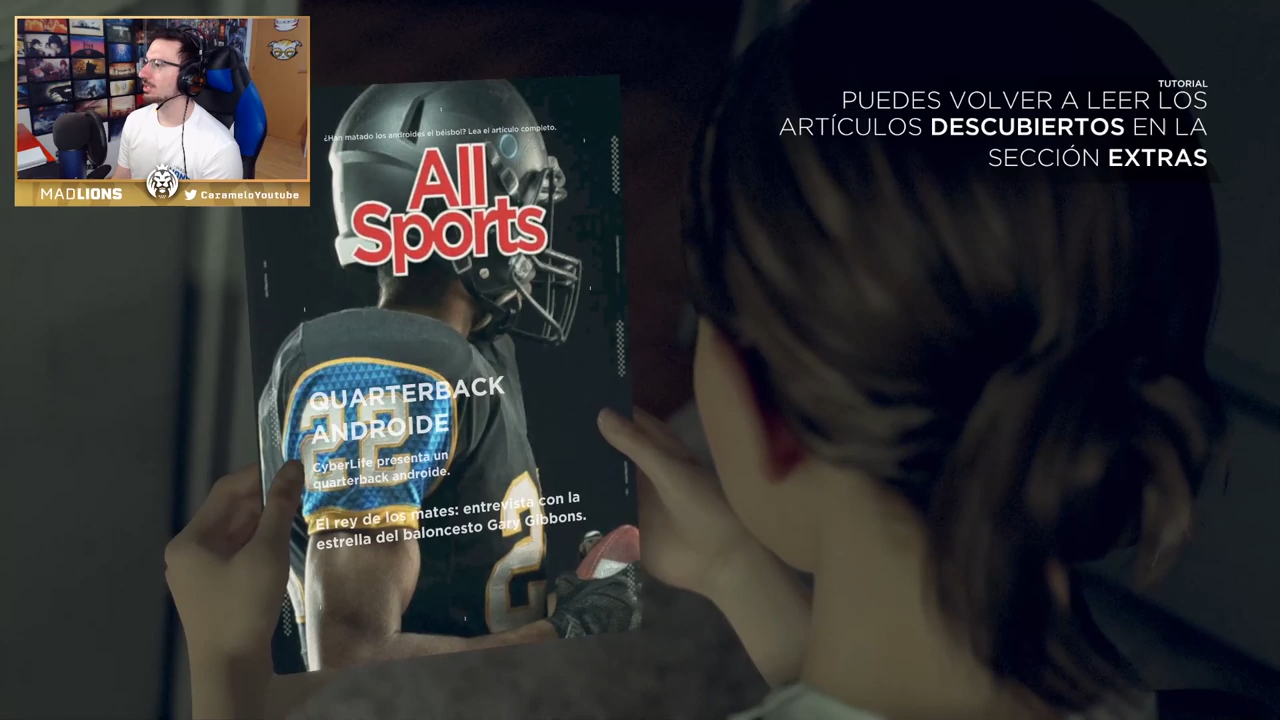 MADLIONS
CarameloYoutube
TUTORIAL
PUEDES VOLVER A LEER LOS
ARTÍCULOS DESCUBIERTOS EN LA
SECCIÓN EXTRAS
¿Han matado los androides el béisbol? Lea el artículo completo.
All
Sports
22
QUARTERBACK
ANDROIDE
CyberLife presenta un
quarterback androide.
El rey de los mates: entrevista con la
estrella del baloncesto Gary Gibbons.
2